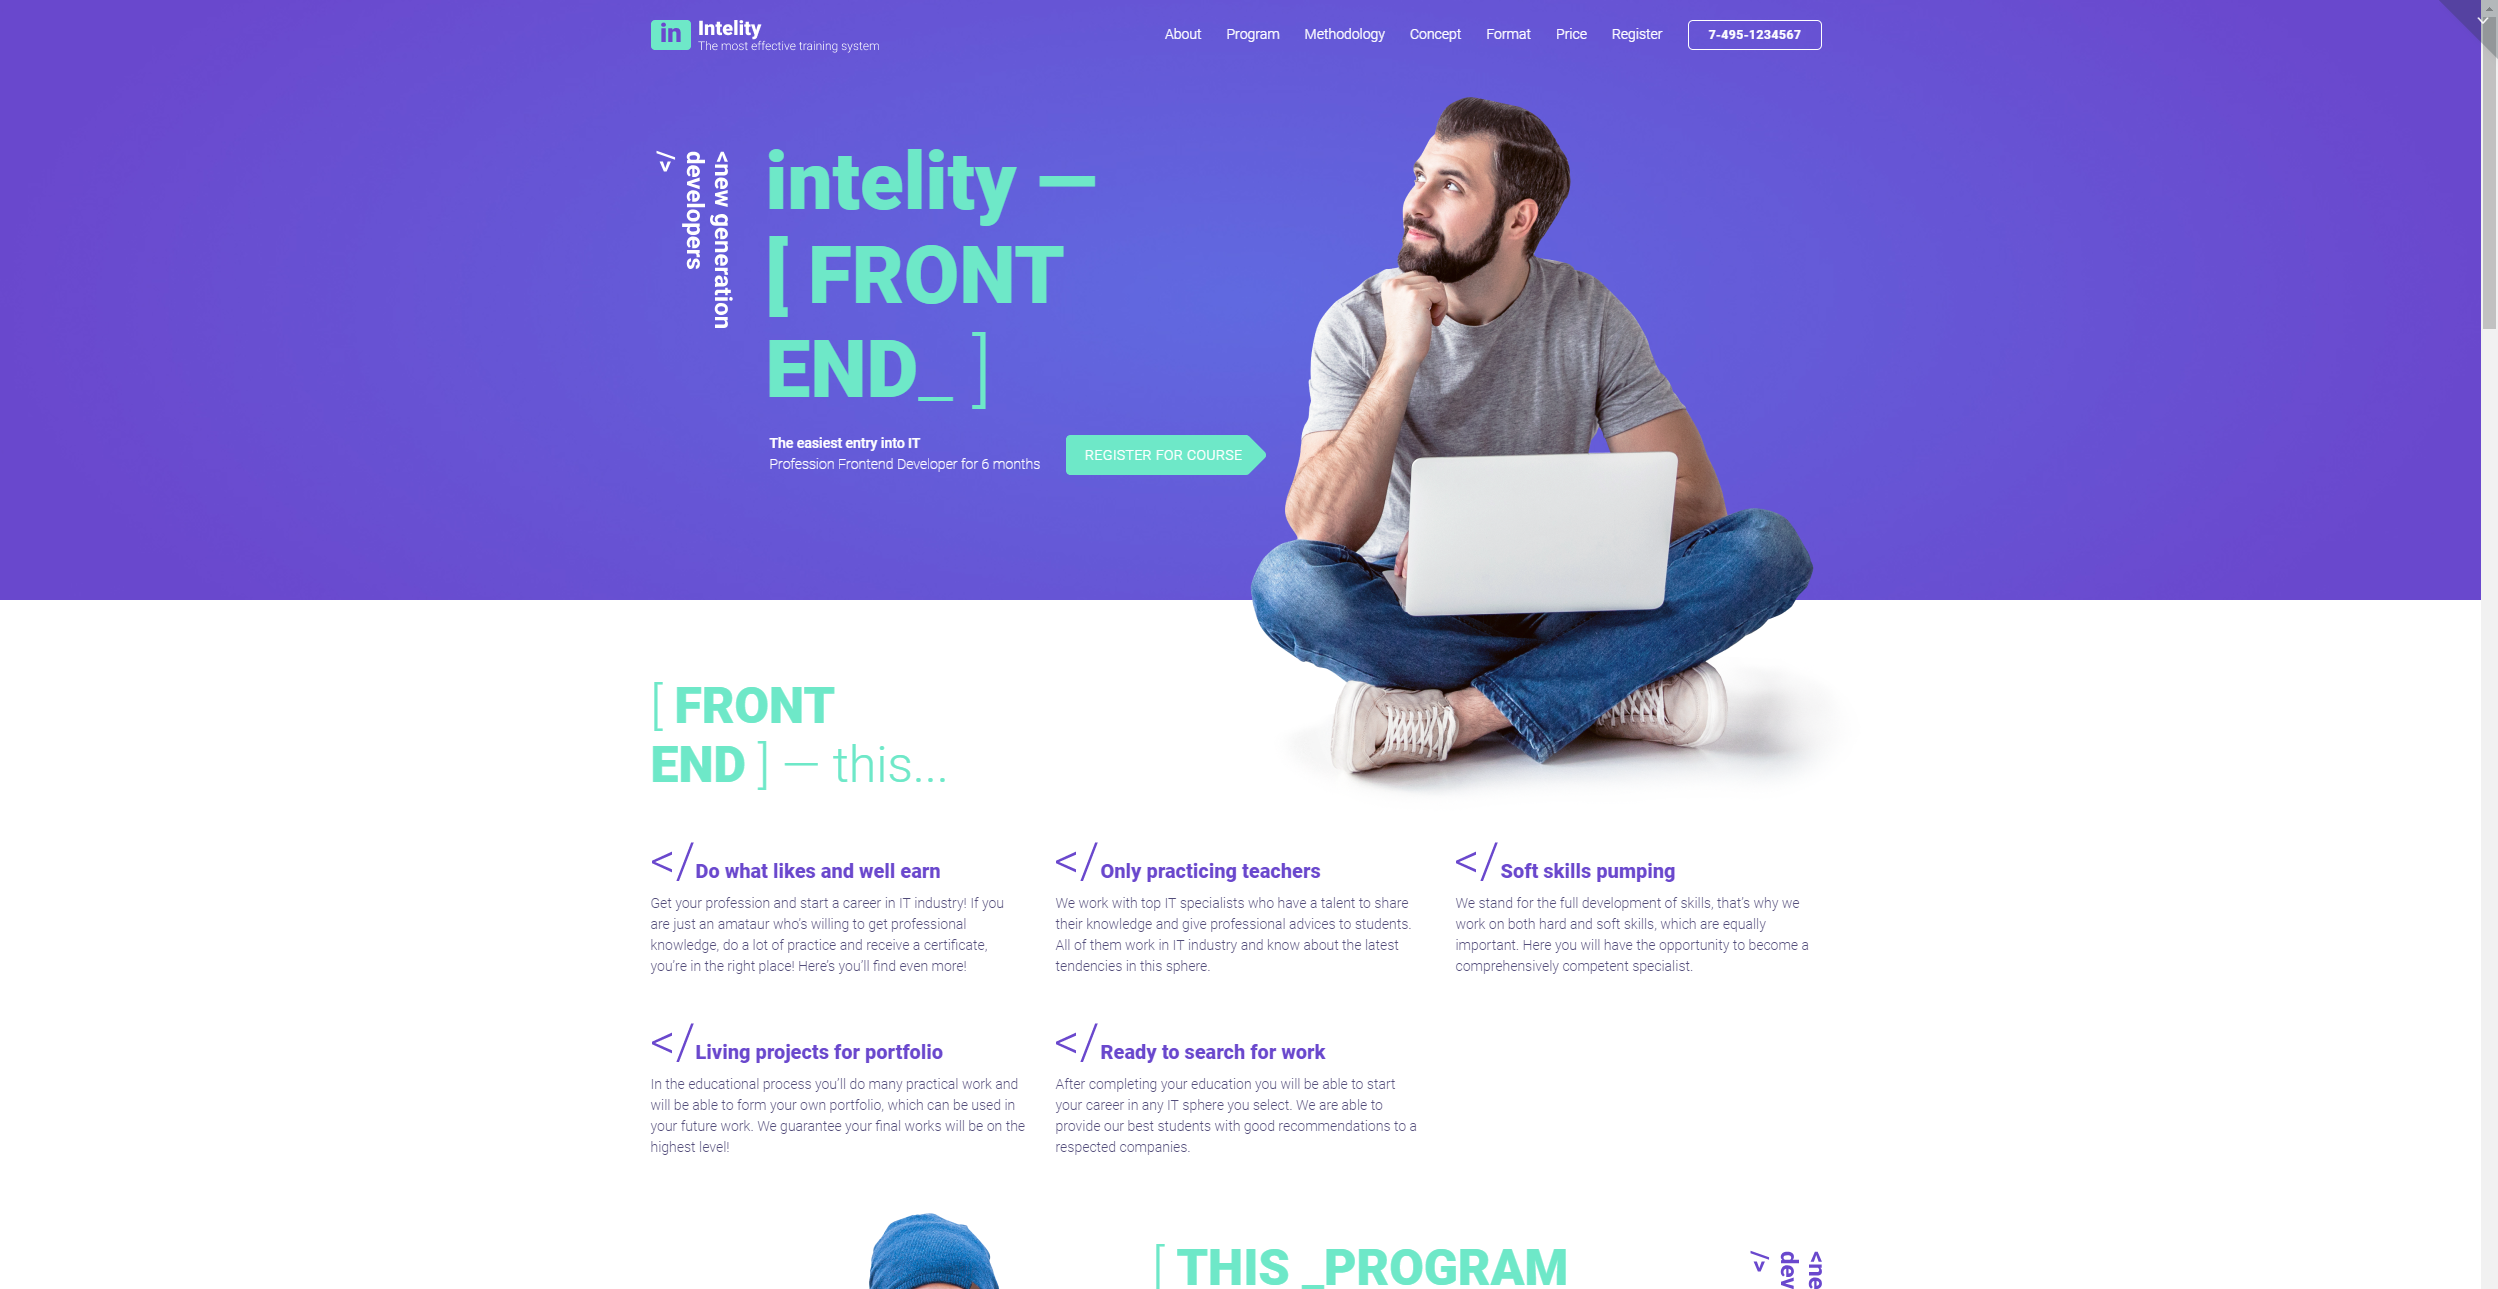 in Intelity
The most effective training system
About Program Methodology Concept Format Price Register 7-495-1234567
<new generation
developers
/>
intelity —
[ FRONT
END_ ]
The easiest entry into IT
Profession Frontend Developer for 6 months
REGISTER FOR COURSE
[ FRONT
END ] — this...
</ Do what likes and well earn
Get your profession and start a career in IT industry! If you
are just an amataur who’s willing to get professional
knowledge, do a lot of practice and receive a certificate,
you’re in the right place! Here’s you’ll find even more!
</ Only practicing teachers
We work with top IT specialists who have a talent to share
their knowledge and give professional advices to students.
All of them work in IT industry and know about the latest
tendencies in this sphere.
</ Soft skills pumping
We stand for the full development of skills, that’s why we
work on both hard and soft skills, which are equally
important. Here you will have the opportunity to become a
comprehensively competent specialist.
</ Living projects for portfolio
In the educational process you’ll do many practical work and
will be able to form your own portfolio, which can be used in
your future work. We guarantee your final works will be on the
highest level!
</ Ready to search for work
After completing your education you will be able to start
your career in any IT sphere you select. We are able to
provide our best students with good recommendations to a
respected companies.
[ THIS _PROGRAM
<ne
dev
/>